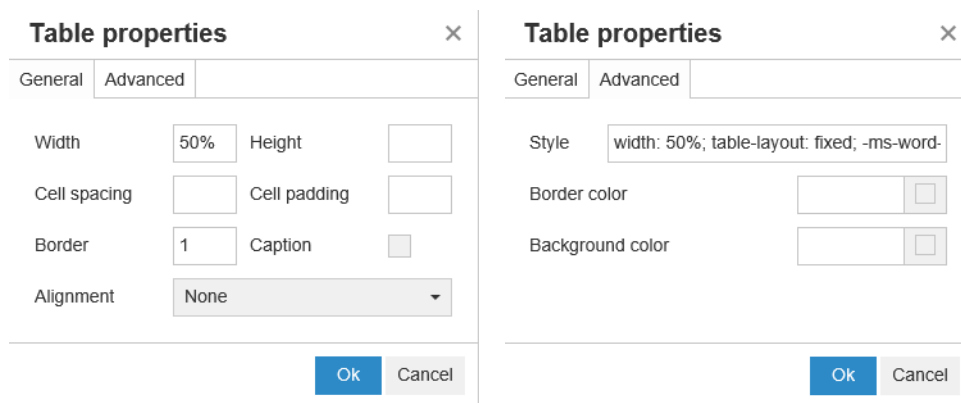 Table properties ×
General Advanced
Width 50% Height
Cell spacing Cell padding
Border 1 Caption
Alignment None
Ok Cancel
Table properties ×
General Advanced
Style width: 50%; table-layout: fixed; -ms-word-
Border color
Background color
Ok Cancel